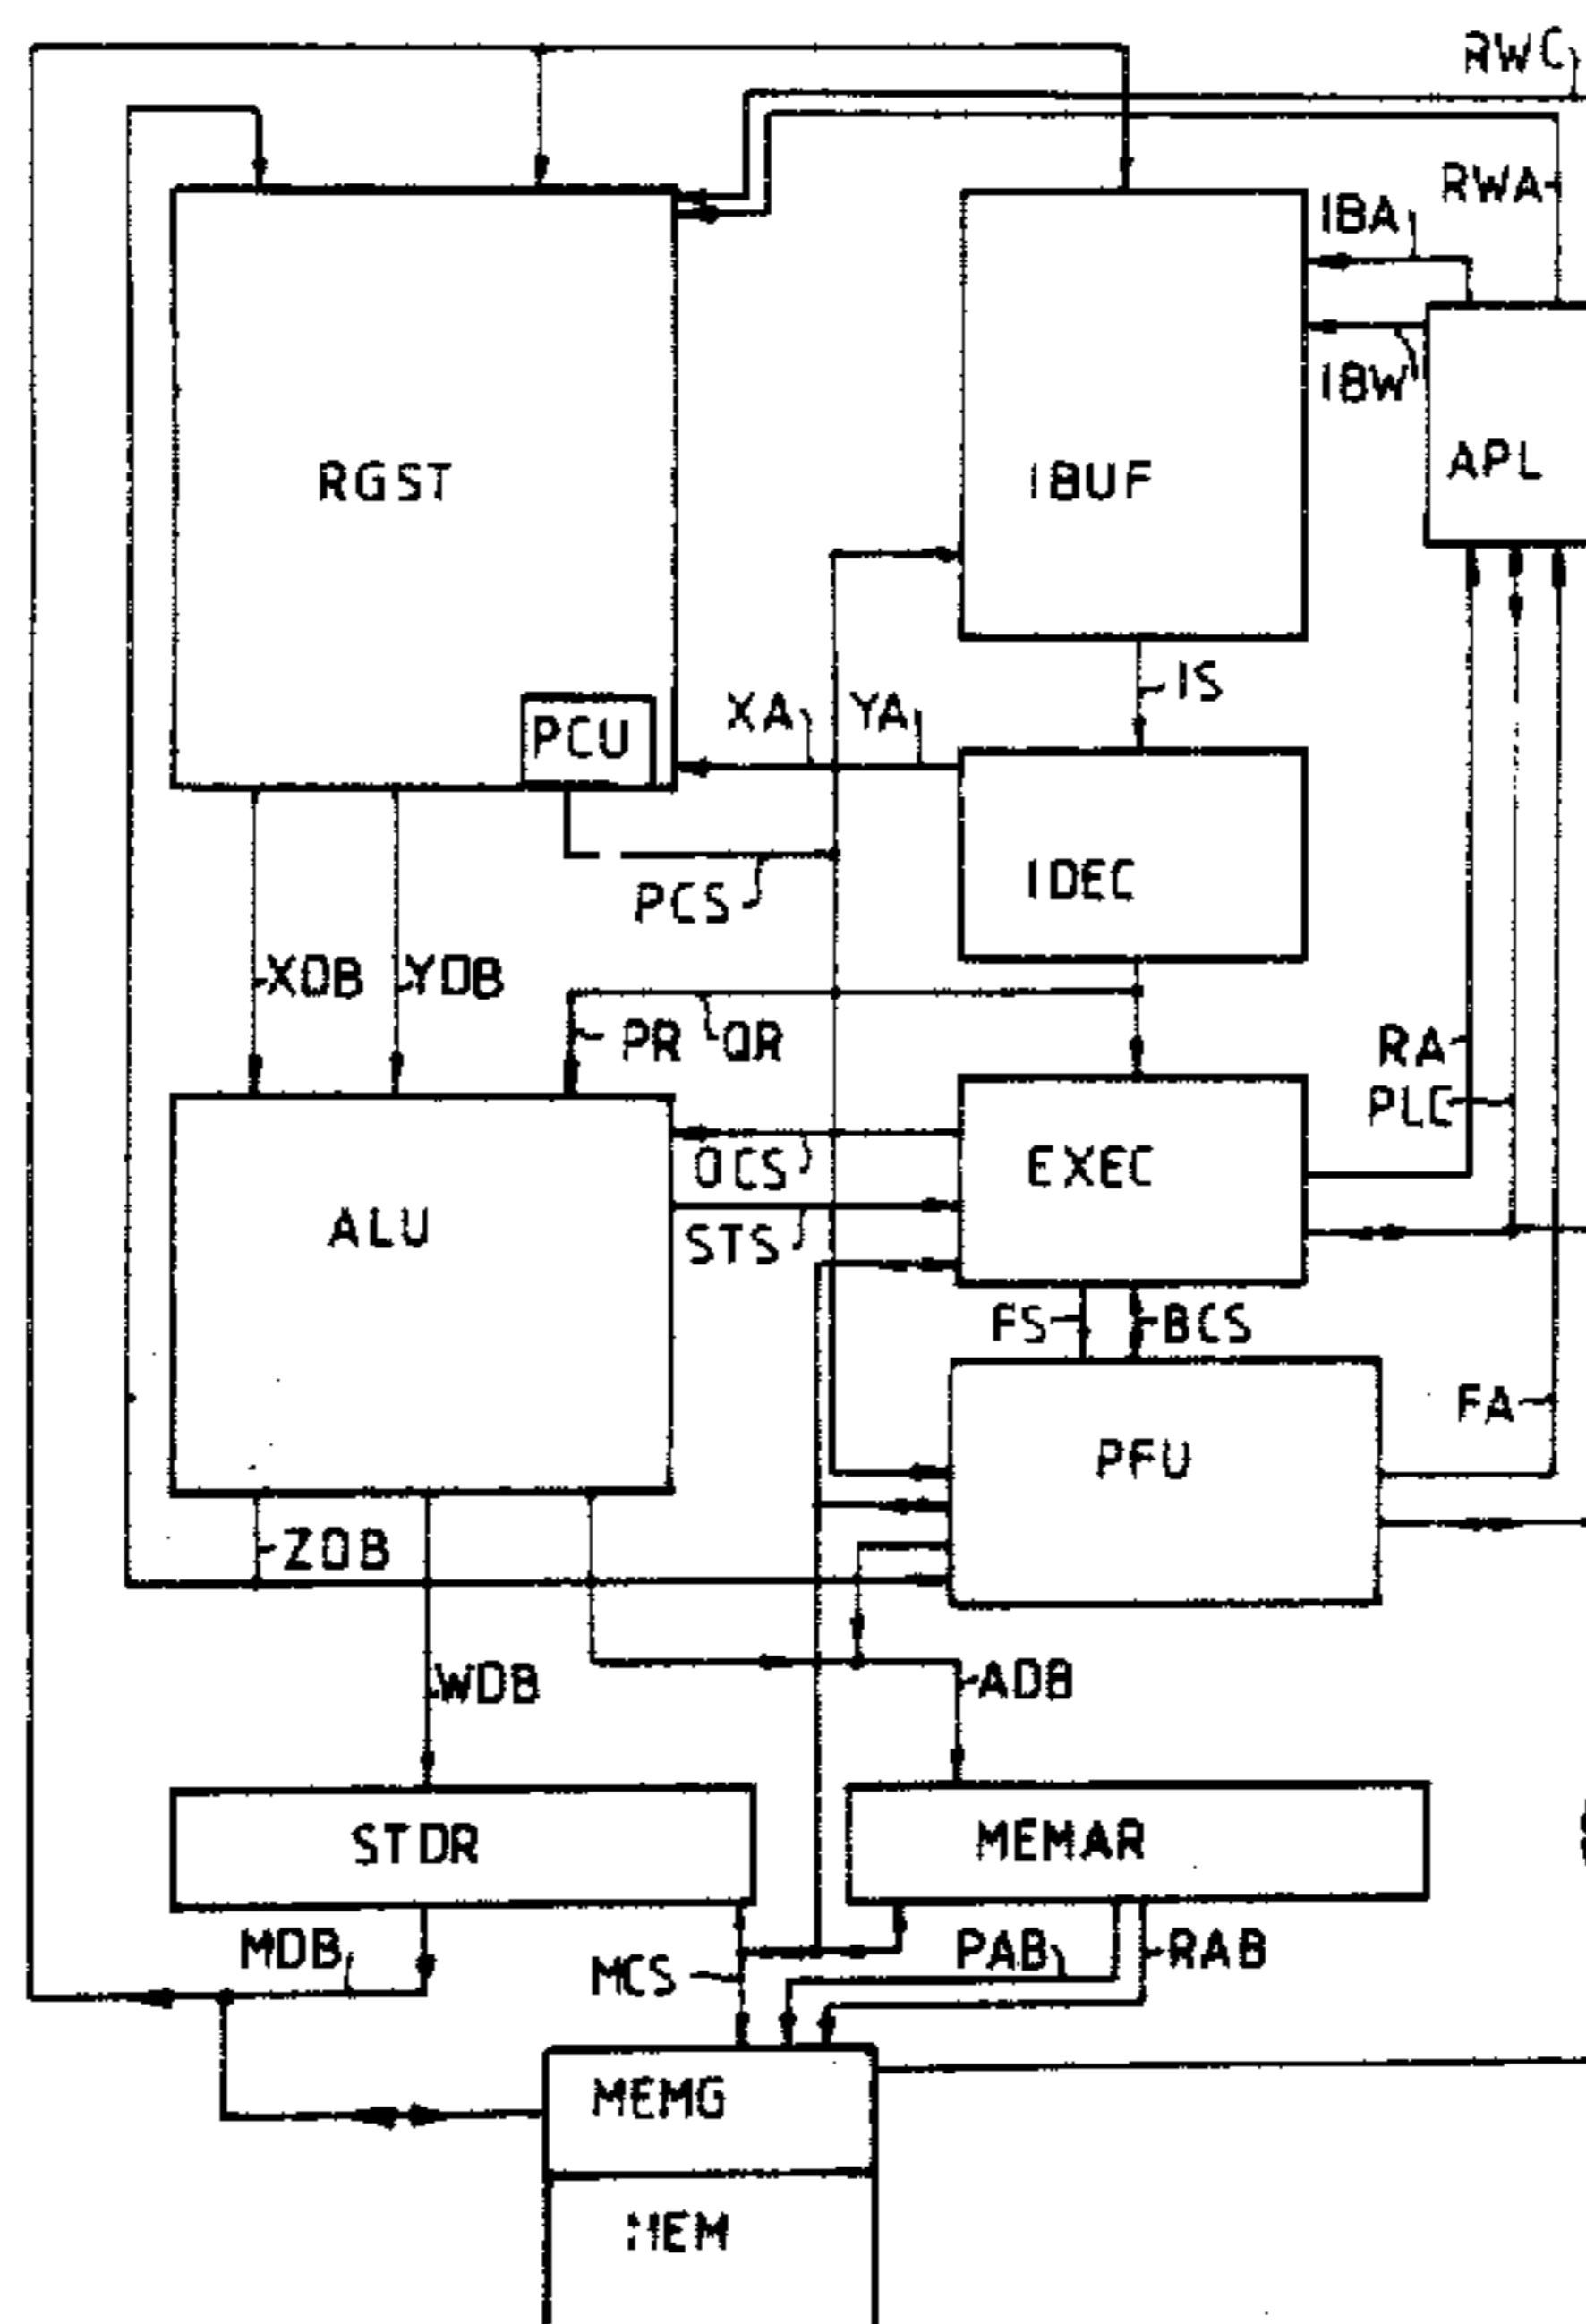 RWC
RWA
IBA
IBW
RGST
IBUF
APL
IS
XA
YA
PCU
IDEC
PCS
XDB
YDB
PR
QR
RA
PLC
OCS
EXEC
STS
ALU
FS
BCS
FA
PFU
ZDB
WDB
ADB
STDR
MEMAR
MDB
MCS
PAB
RAB
MEMG
MEM